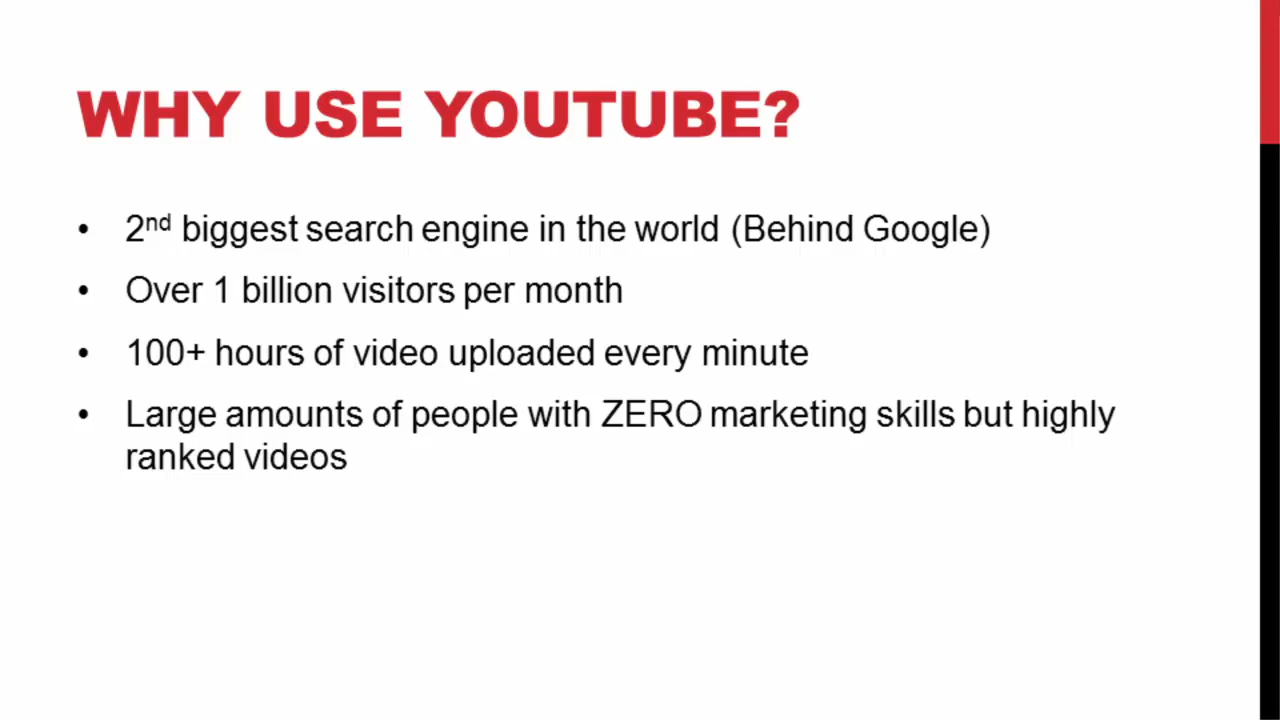 WHY USE YOUTUBE?
• 2nd biggest search engine in the world (Behind Google)
• Over 1 billion visitors per month
• 100+ hours of video uploaded every minute
• Large amounts of people with ZERO marketing skills but highly
ranked videos